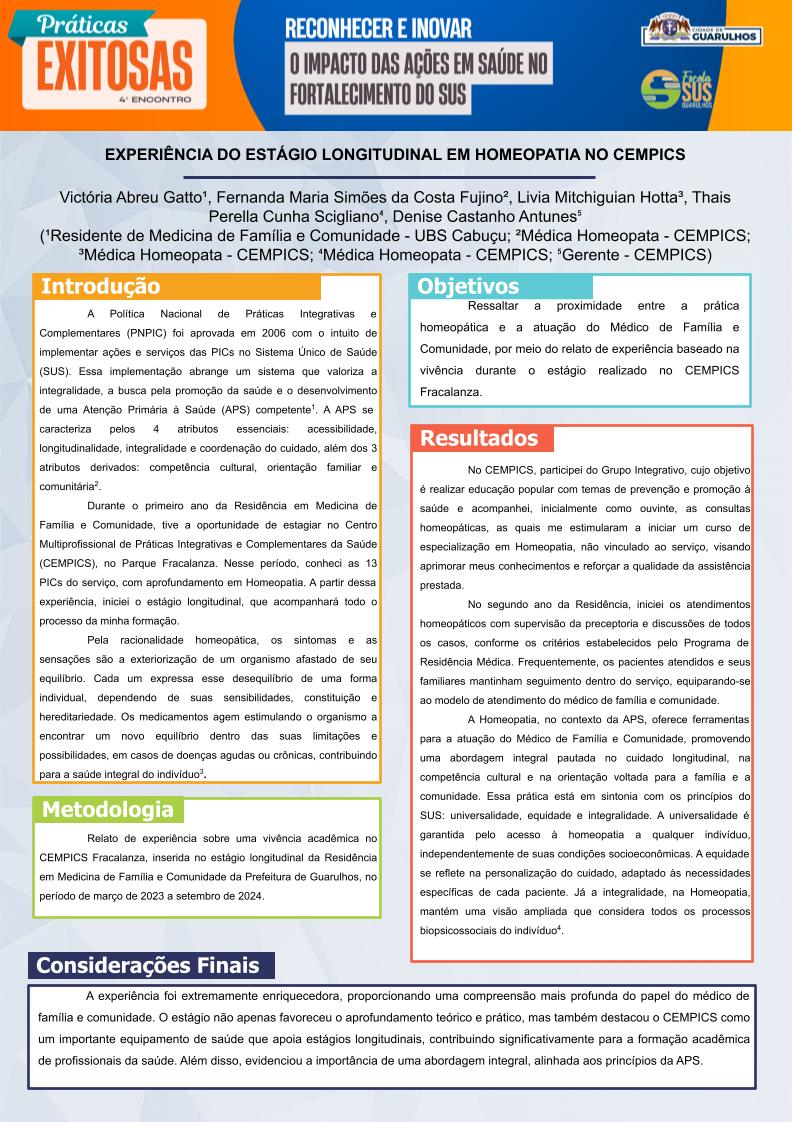 Práticas
EXITOSAS
4° ENCONTRO
RECONHECER E INOVAR
O IMPACTO DAS AÇÕES EM SAÚDE NO
FORTALECIMENTO DO SUS
CIDADE DE
GUARULHOS
Escola
SUS
GUARULHOS
EXPERIÊNCIA DO ESTÁGIO LONGITUDINAL EM HOMEOPATIA NO CEMPICS
Victória Abreu Gatto¹, Fernanda Maria Simões da Costa Fujino², Livia Mitchiguian Hotta³, Thais
Perella Cunha Scigliano⁴, Denise Castanho Antunes⁵
(¹Residente de Medicina de Família e Comunidade - UBS Cabuçu; ²Médica Homeopata - CEMPICS;
³Médica Homeopata - CEMPICS; ⁴Médica Homeopata - CEMPICS; ⁵Gerente - CEMPICS)
Introdução
A Política Nacional de Práticas Integrativas e
Complementares (PNPIC) foi aprovada em 2006 com o intuito de
implementar ações e serviços das PICs no Sistema Único de Saúde
(SUS). Essa implementação abrange um sistema que valoriza a
integralidade, a busca pela promoção da saúde e o desenvolvimento
de uma Atenção Primária à Saúde (APS) competente¹. A APS se
caracteriza pelos 4 atributos essenciais: acessibilidade,
longitudinalidade, integralidade e coordenação do cuidado, além dos 3
atributos derivados: competência cultural, orientação familiar e
comunitária².
Durante o primeiro ano da Residência em Medicina de
Família e Comunidade, tive a oportunidade de estagiar no Centro
Multiprofissional de Práticas Integrativas e Complementares da Saúde
(CEMPICS), no Parque Fracalanza. Nesse período, conheci as 13
PICs do serviço, com aprofundamento em Homeopatia. A partir dessa
experiência, iniciei o estágio longitudinal, que acompanhará todo o
processo da minha formação.
Pela racionalidade homeopática, os sintomas e as
sensações são a exteriorização de um organismo afastado de seu
equilíbrio. Cada um expressa esse desequilíbrio de uma forma
individual, dependendo de suas sensibilidades, constituição e
hereditariedade. Os medicamentos agem estimulando o organismo a
encontrar um novo equilíbrio dentro das suas limitações e
possibilidades, em casos de doenças agudas ou crônicas, contribuindo
para a saúde integral do indivíduo³.
Metodologia
Relato de experiência sobre uma vivência acadêmica no
CEMPICS Fracalanza, inserida no estágio longitudinal da Residência
em Medicina de Família e Comunidade da Prefeitura de Guarulhos, no
período de março de 2023 a setembro de 2024.
Objetivos
Ressaltar a proximidade entre a prática
homeopática e a atuação do Médico de Família e
Comunidade, por meio do relato de experiência baseado na
vivência durante o estágio realizado no CEMPICS
Fracalanza.
Resultados
No CEMPICS, participei do Grupo Integrativo, cujo objetivo
é realizar educação popular com temas de prevenção e promoção à
saúde e acompanhei, inicialmente como ouvinte, as consultas
homeopáticas, as quais me estimularam a iniciar um curso de
especialização em Homeopatia, não vinculado ao serviço, visando
aprimorar meus conhecimentos e reforçar a qualidade da assistência
prestada.
No segundo ano da Residência, iniciei os atendimentos
homeopáticos com supervisão da preceptoria e discussões de todos
os casos, conforme os critérios estabelecidos pelo Programa de
Residência Médica. Frequentemente, os pacientes atendidos e seus
familiares mantinham seguimento dentro do serviço, equiparando-se
ao modelo de atendimento do médico de família e comunidade.
A Homeopatia, no contexto da APS, oferece ferramentas
para a atuação do Médico de Família e Comunidade, promovendo
uma abordagem integral pautada no cuidado longitudinal, na
competência cultural e na orientação voltada para a família e a
comunidade. Essa prática está em sintonia com os princípios do
SUS: universalidade, equidade e integralidade. A universalidade é
garantida pelo acesso à homeopatia a qualquer indivíduo,
independentemente de suas condições socioeconômicas. A equidade
se reflete na personalização do cuidado, adaptado às necessidades
específicas de cada paciente. Já a integralidade, na Homeopatia,
mantém uma visão ampliada que considera todos os processos
biopsicossociais do indivíduo⁴.
Considerações Finais
A experiência foi extremamente enriquecedora, proporcionando uma compreensão mais profunda do papel do médico de
família e comunidade. O estágio não apenas favoreceu o aprofundamento teórico e prático, mas também destacou o CEMPICS como
um importante equipamento de saúde que apoia estágios longitudinais, contribuindo significativamente para a formação acadêmica
de profissionais da saúde. Além disso, evidenciou a importância de uma abordagem integral, alinhada aos princípios da APS.